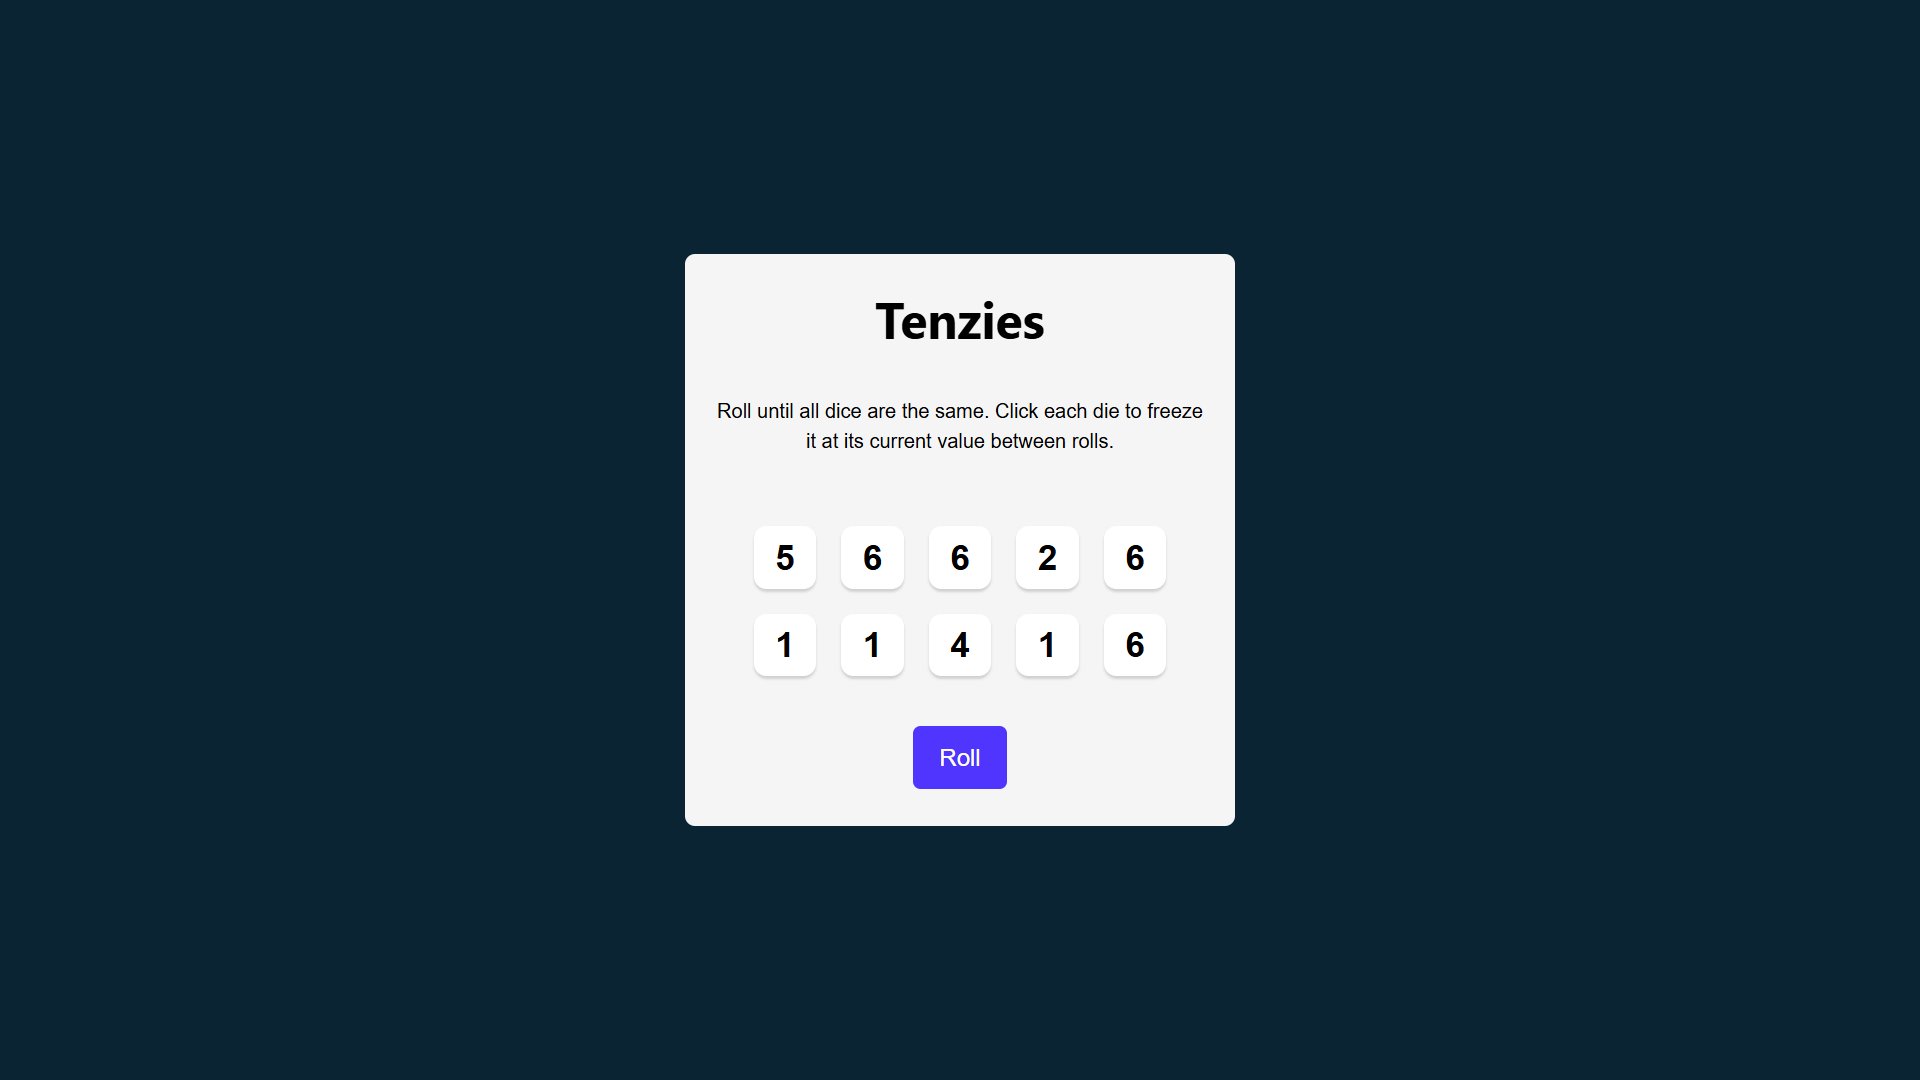 Tenzies
Roll until all dice are the same. Click each die to freeze
it at its current value between rolls.
5 6 6 2 6
1 1 4 1 6
Roll